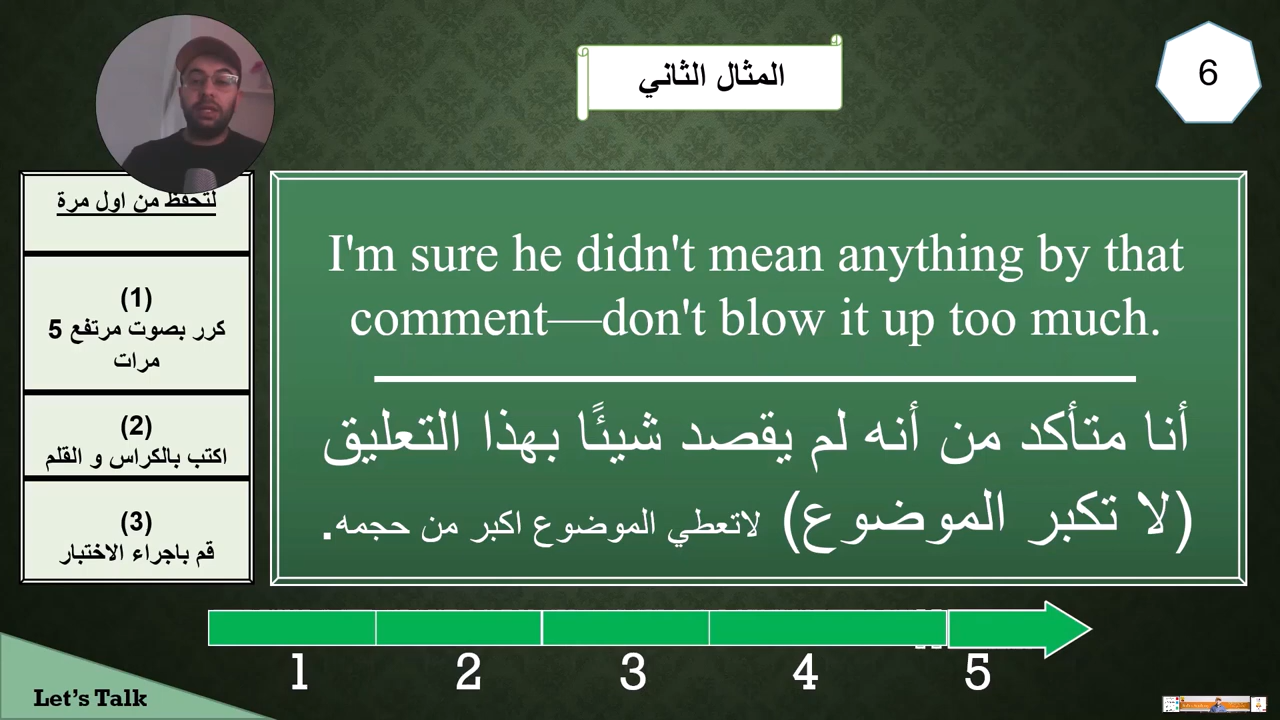 المثال الثاني
6
لتحفظ من اول مرة
(1)
كرر بصوت مرتفع 5
مرات
(2)
اكتب بالكراس و القلم
(3)
قم باجراء الاختبار
I'm sure he didn't mean anything by that
comment—don't blow it up too much.
أنا متأكد من أنه لم يقصد شيئًا بهذا التعليق
(لا تكبر الموضوع) لاتعطي الموضوع اكبر من حجمه.
1 2 3 4 5
Let's Talk